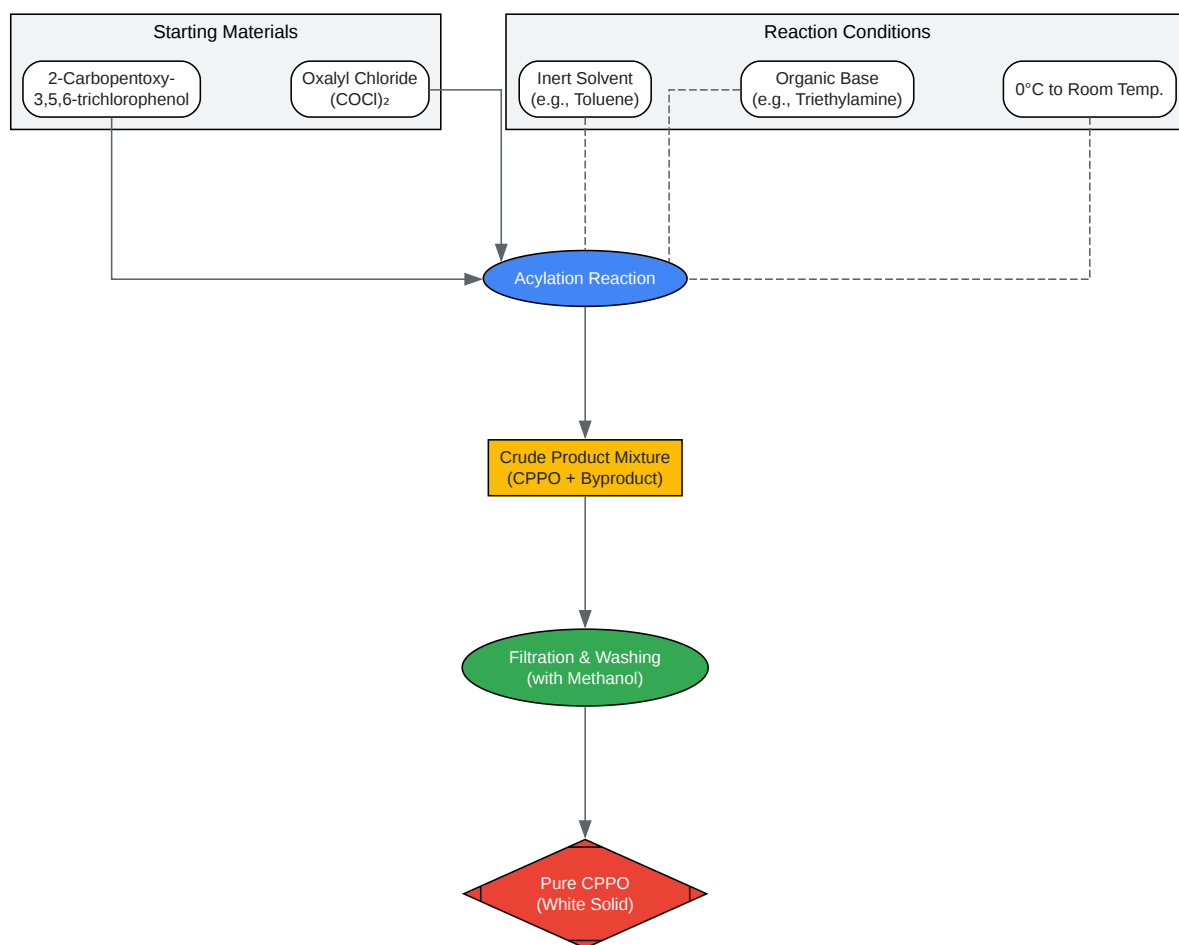 Starting Materials
2-Carbopentoxy-
3,5,6-trichlorophenol
Oxalyl Chloride
(COCl)₂
Reaction Conditions
Inert Solvent
(e.g., Toluene)
Organic Base
(e.g., Triethylamine)
0°C to Room Temp.
Acylation Reaction
Crude Product Mixture
(CPPO + Byproduct)
Filtration & Washing
(with Methanol)
Pure CPPO
(White Solid)